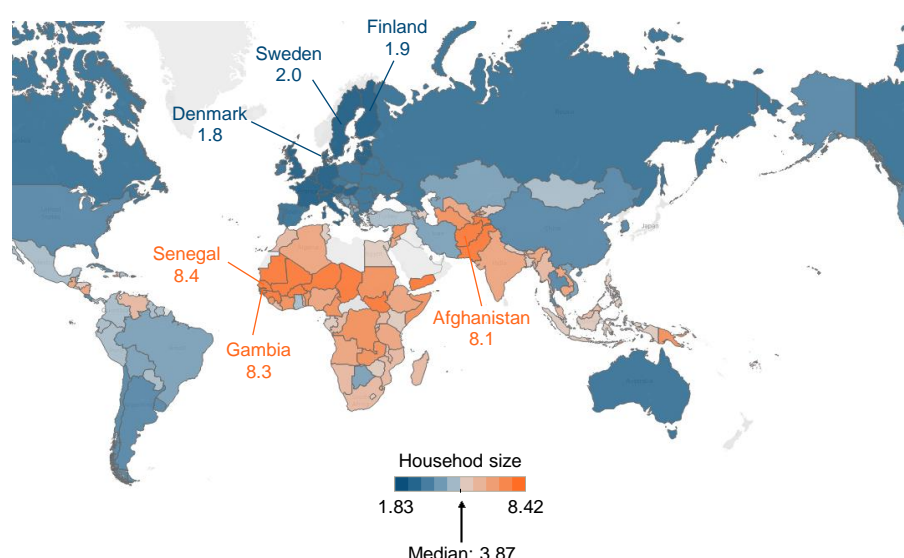 Finland
1.9
Sweden
2.0
Denmark
1.8
Senegal
8.4
Gambia
8.3
Afghanistan
8.1
Japan
Househod size
1.83
8.42
Median: 3.87